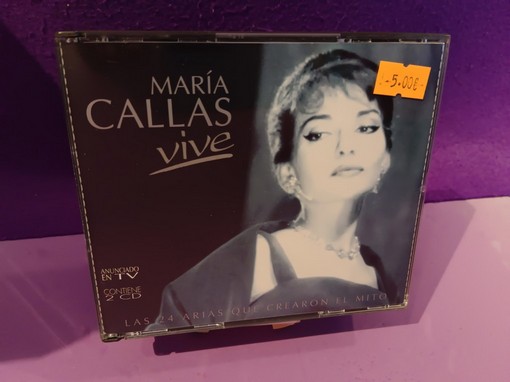 MARÍA
CALLAS
vive
-5.00€-
ANUNCIADO
EN TV
CONTIENE
2 CD
LAS 24 ARIAS QUE CREARON EL MITO